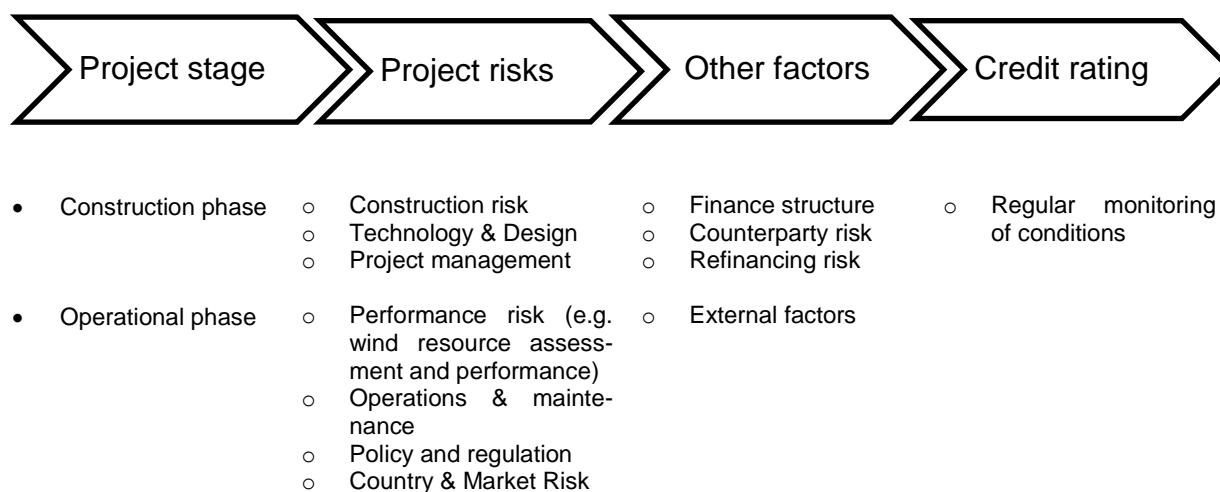 Project stage
Project risks
Other factors
Credit rating
• Construction phase
○ Construction risk
○ Technology & Design
○ Project management
○ Finance structure
○ Counterparty risk
○ Refinancing risk
○ Regular monitoring
of conditions
• Operational phase
○ Performance risk (e.g.
wind resource assess-
ment and performance)
○ Operations & mainte-
nance
○ Policy and regulation
○ Country & Market Risk
○ External factors